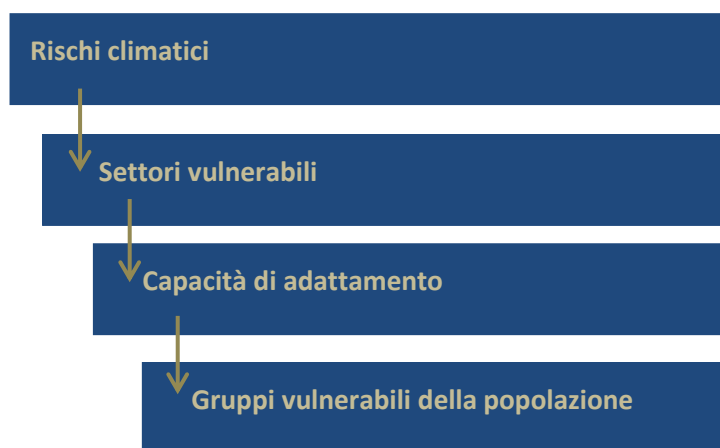 Rischi climatici
Settori vulnerabili
Capacità di adattamento
Gruppi vulnerabili della popolazione